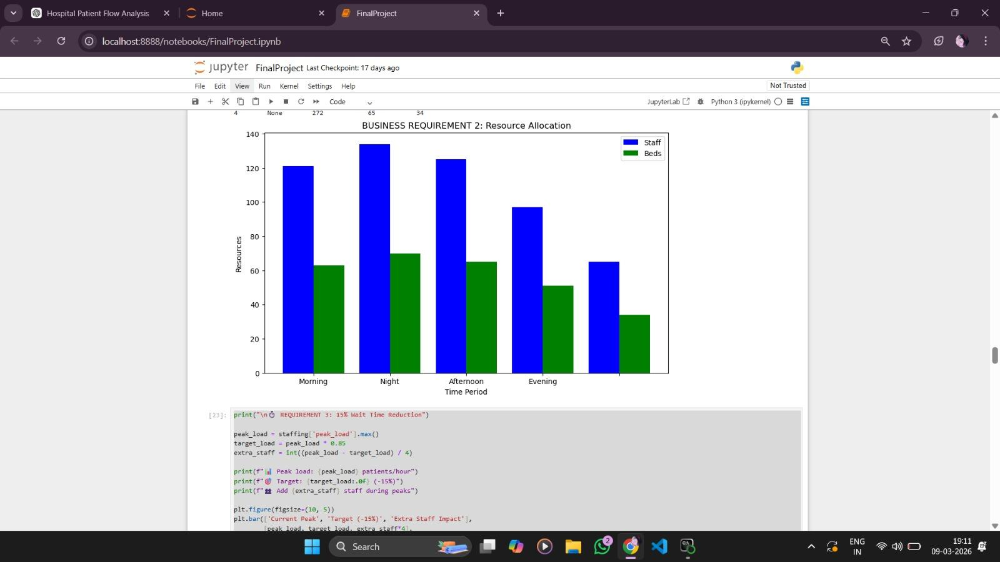 Hospital Patient Flow Analysis
Home
FinalProject
localhost:8888/notebooks/FinalProject.ipynb
jupyter FinalProject Last Checkpoint: 17 days ago
File Edit View Run Kernel Settings Help
Not Trusted
Code
JupyterLab
Python 3 (ipykernel)
4 None 272 65 34
BUSINESS REQUIREMENT 2: Resource Allocation
140
120
100
80
60
40
20
0
Resources
Staff
Beds
Morning Night Afternoon Evening
Time Period
[23]:
print("\n⏱ REQUIREMENT 3: 15% Wait Time Reduction")
peak_load = staffing['peak_load'].max()
target_load = peak_load * 0.85
extra_staff = int((peak_load - target_load) / 4)
print(f"📊 Peak load: {peak_load} patients/hour")
print(f"🎯 Target: {target_load:.0f} (-15%)")
print(f"👥 Add {extra_staff} staff during peaks")
plt.figure(figsize=(10, 5))
plt.bar(['Current Peak', 'Target (-15%)', 'Extra Staff Impact'],
[peak_load, target_load, extra_staff*4],
Search
2
ENG
IN
19:11
09-03-2026